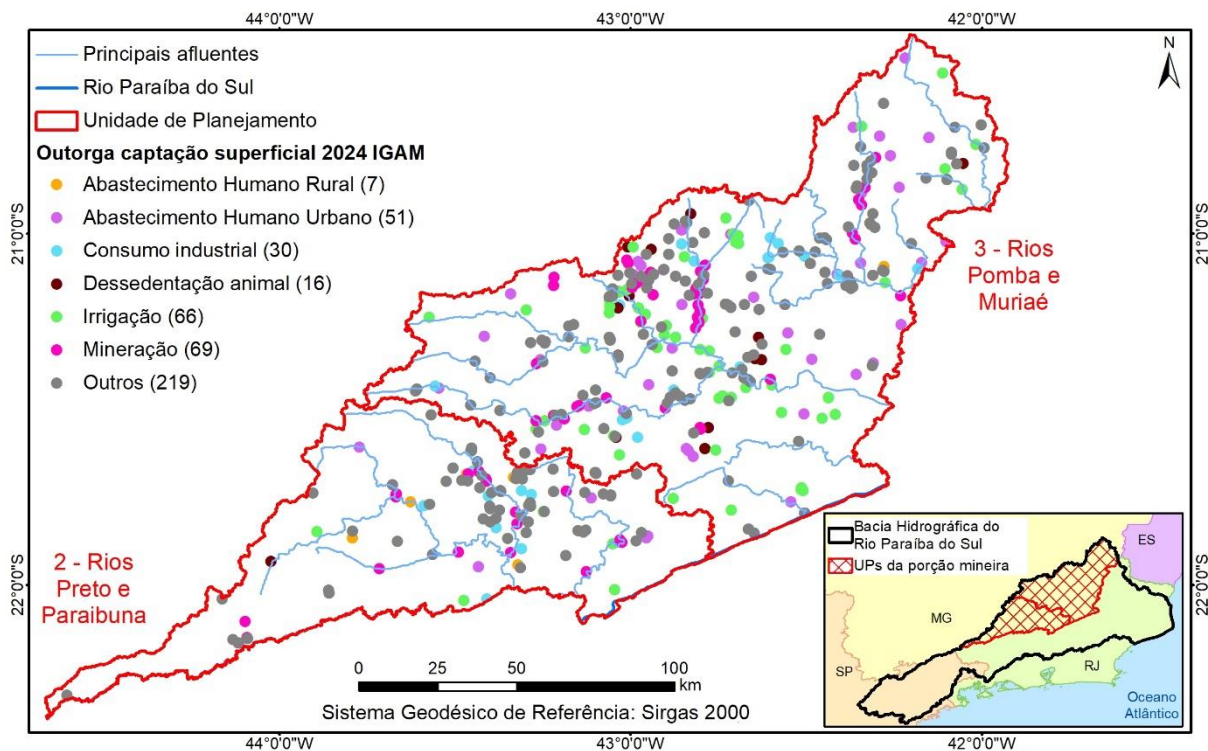 44°0'0"W
43°0'0"W
42°0'0"W
Principais afluentes
Rio Paraíba do Sul
Unidade de Planejamento
Outorga captação superficial 2024 IGAM
Abastecimento Humano Rural (7)
Abastecimento Humano Urbano (51)
Consumo industrial (30)
Dessedentação animal (16)
Irrigação (66)
Mineração (69)
Outros (219)
N
21°0'0"S
21°0'0"S
3 - Rios
Pomba e
Muriaé
2 - Rios
Preto e
Paraibuna
22°0'0"S
22°0'0"S
0 25 50 100
km
Sistema Geodésico de Referência: Sirgas 2000
Bacia Hidrográfica do
Rio Paraíba do Sul
UPs da porção mineira
ES
MG
SP
RJ
Oceano
Atlântico
44°0'0"W
43°0'0"W
42°0'0"W